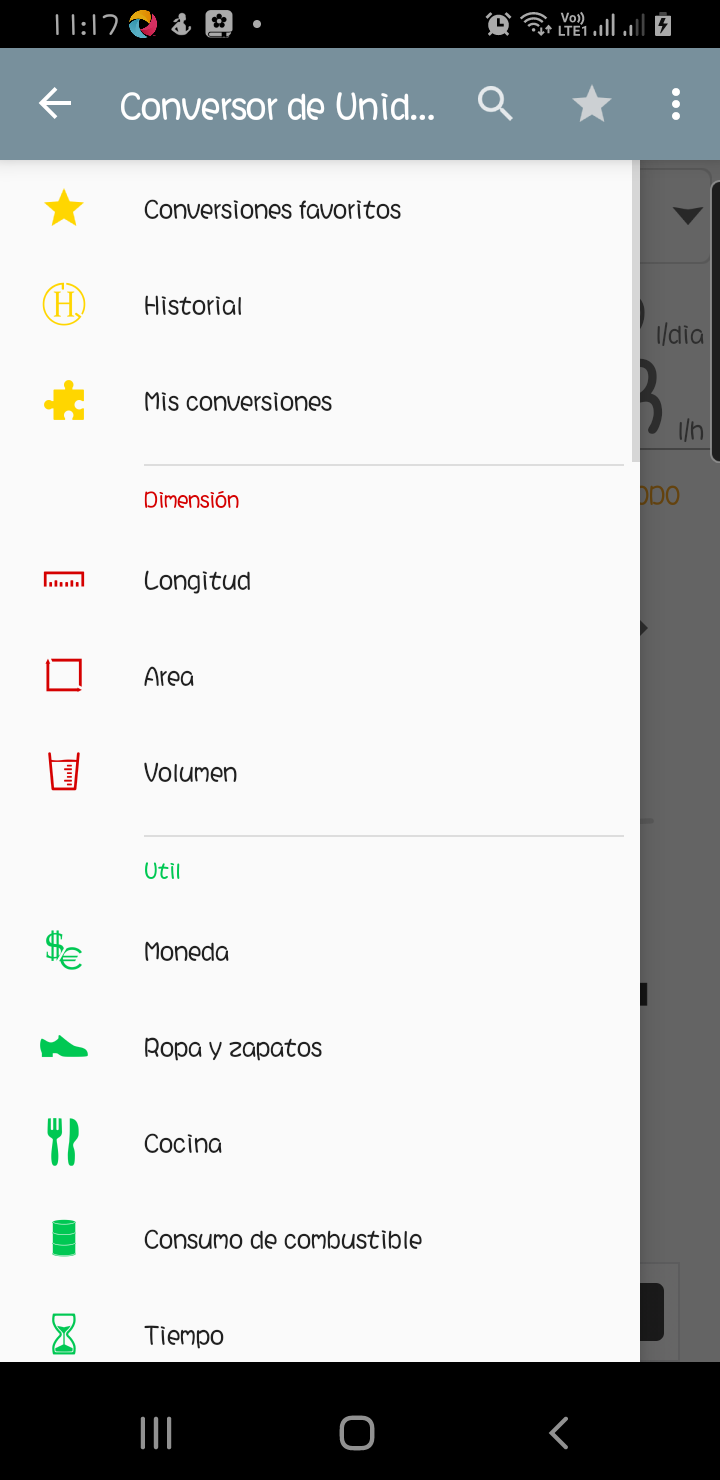 11:17
Vo))
LTE1
Conversor de Unid...
Conversiones favoritos
H
Historial
l/dia
Mis conversiones
l/h
Dimensión
Longitud
Area
Volumen
Util
$€
Moneda
Ropa y zapatos
Cocina
Consumo de combustible
Tiempo